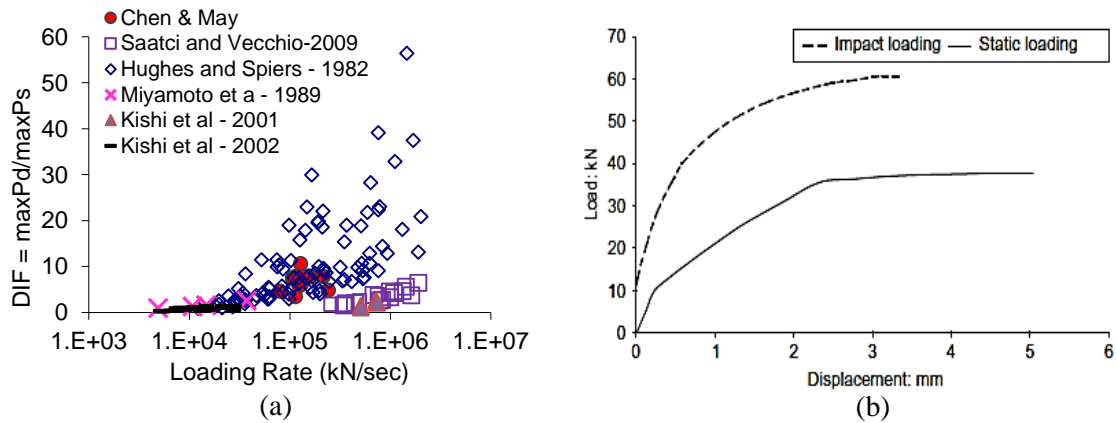 Chen & May
Saatci and Vecchio-2009
Hughes and Spiers - 1982
Miyamoto et a - 1989
Kishi et al - 2001
Kishi et al - 2002
60
50
40
30
20
10
0
DIF = maxPd/maxPs
1.E+03 1.E+04 1.E+05 1.E+06 1.E+07
Loading Rate (kN/sec)
(a)
Impact loading Static loading
70
60
50
40
30
20
10
0
Load: kN
0 1 2 3 4 5 6
Displacement: mm
(b)